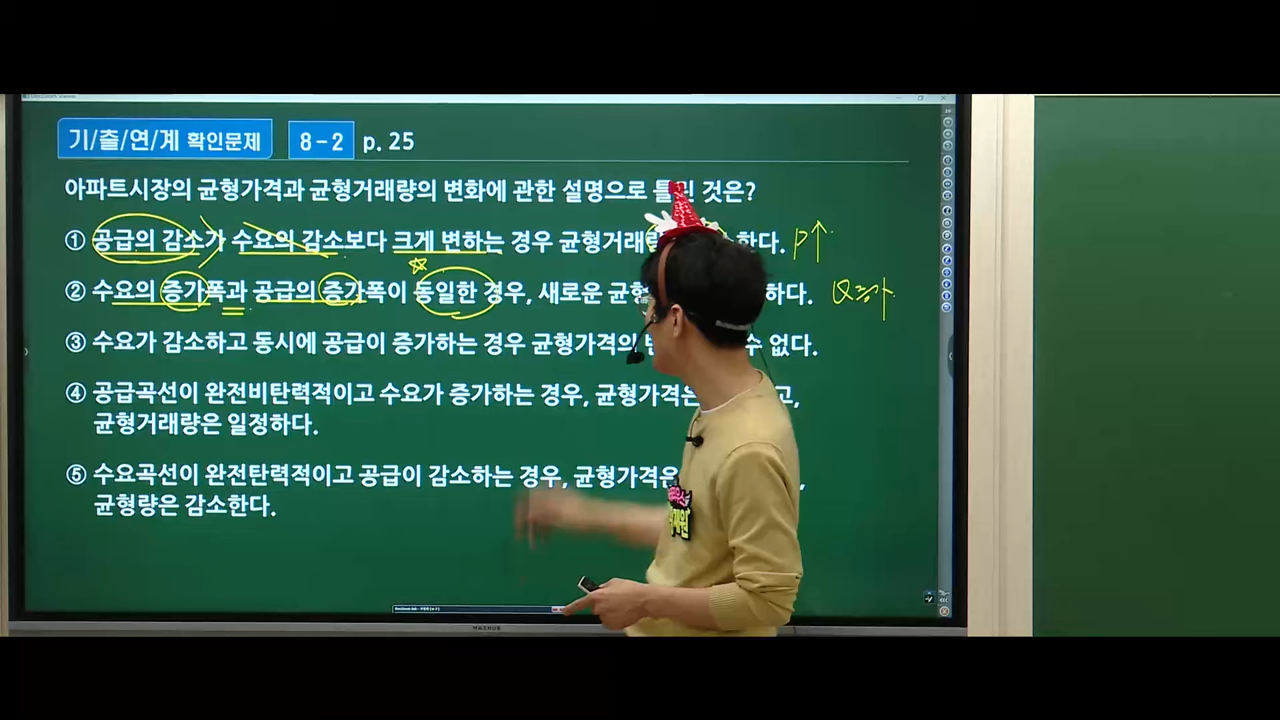 기/출/연/계 확인문제 8-2 p. 25
아파트시장의 균형가격과 균형거래량의 변화에 관한 설명으로 틀린 것은?
① 공급의 감소가 수요의 감소보다 크게 변하는 경우 균형거래 하다. P↑
② 수요의 증가폭과 공급의 증가폭이 동일한 경우, 새로운 균형 하다.
③ 수요가 감소하고 동시에 공급이 증가하는 경우 균형가격의 수 없다.
④ 공급곡선이 완전비탄력적이고 수요가 증가하는 경우, 균형가격은 고,
균형거래량은 일정하다.
⑤ 수요곡선이 완전탄력적이고 공급이 감소하는 경우, 균형가격은
균형량은 감소한다.